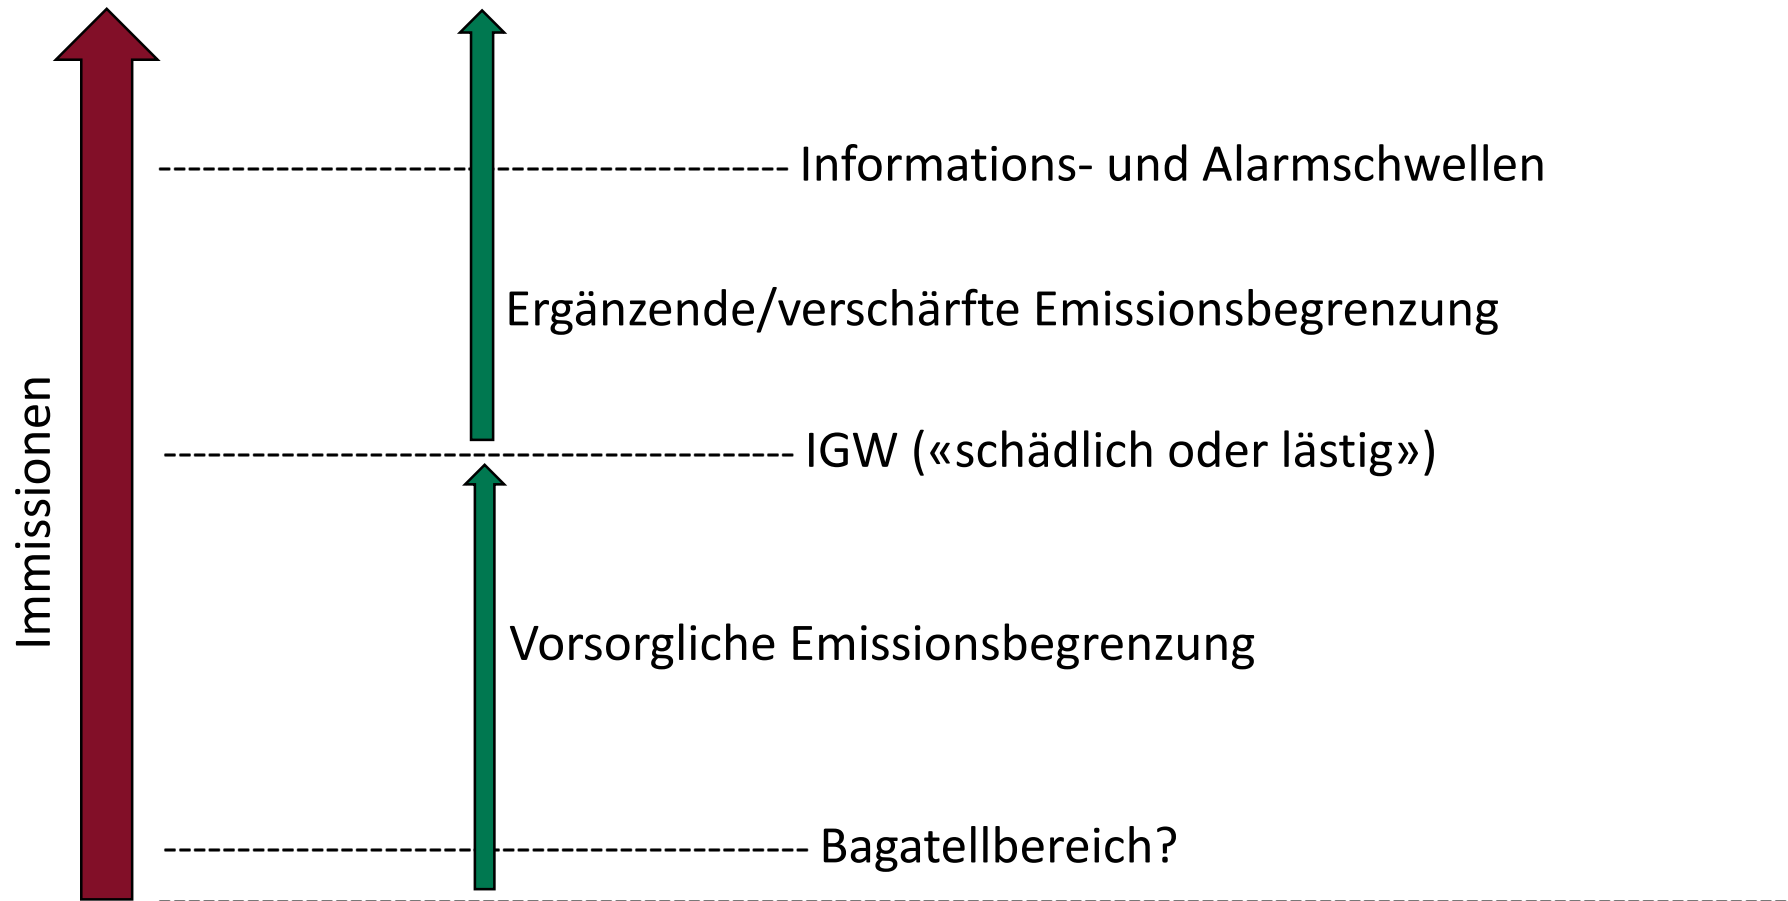 Informations- und Alarmschwellen
Ergänzende/verschärfte Emissionsbegrenzung
IGW («schädlich oder lästig»)
Immissionen
Vorsorgliche Emissionsbegrenzung
Bagatellbereich?